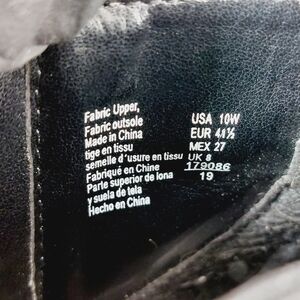 Fabric Upper,
Fabric outsole
Made in China
tige en tissu
semelle d'usure en tissu
Fabriqué en Chine
Parte superior de lona
y suela de tela
Hecho en China
USA 10W
EUR 41½
MEX 27
UK 8
179086
19